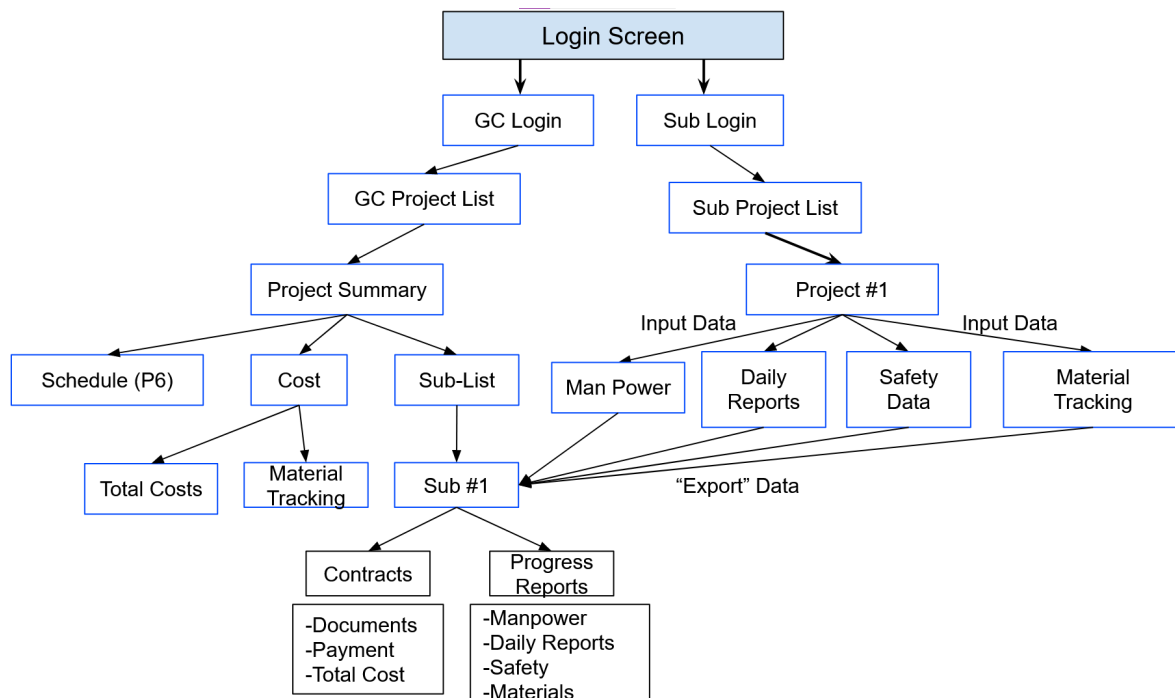 Login Screen
GC Login
Sub Login
GC Project List
Sub Project List
Project Summary
Project #1
Input Data
Input Data
Schedule (P6)
Cost
Sub-List
Man Power
Daily
Reports
Safety
Data
Material
Tracking
Total Costs
Material
Tracking
Sub #1
“Export” Data
Contracts
Progress
Reports
-Documents
-Payment
-Total Cost
-Manpower
-Daily Reports
-Safety
-Materials